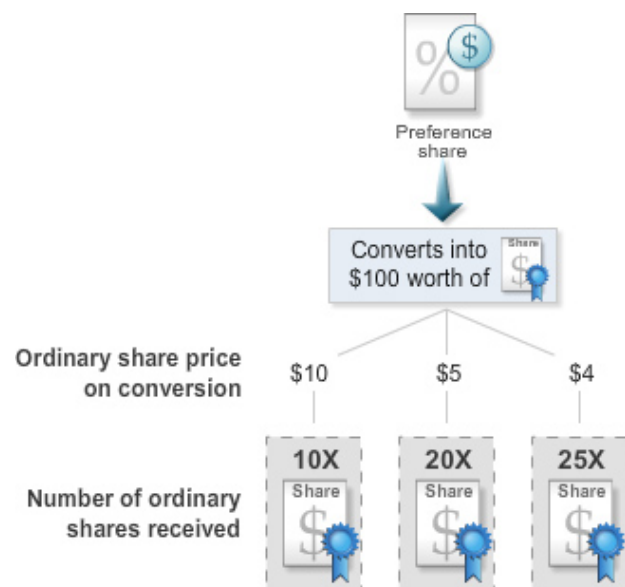 % $
Preference
share
Converts into
$100 worth of
Share
$
Ordinary share price
on conversion
$10 $5 $4
Number of ordinary
shares received
10X 20X 25X
Share Share Share
$ $ $